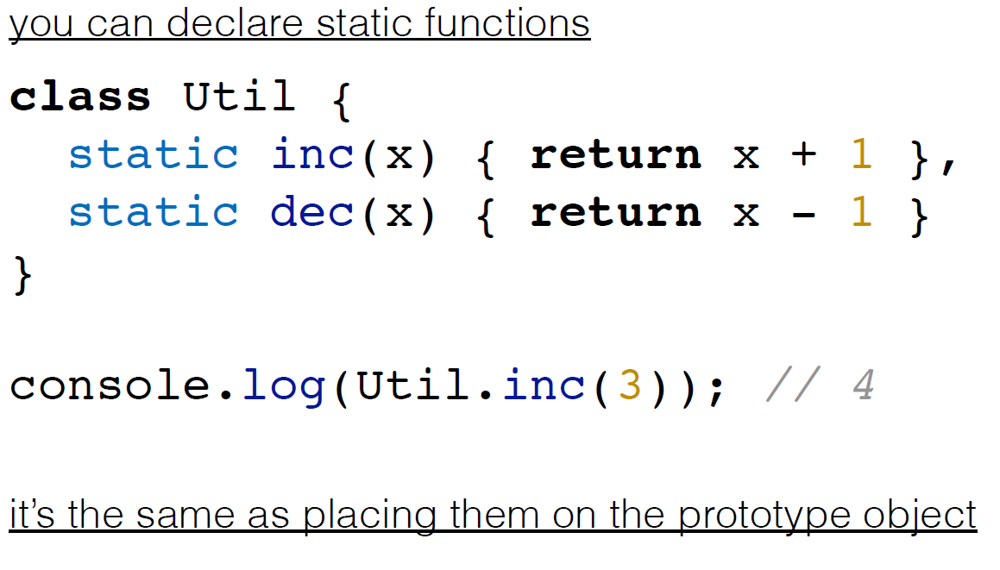 you can declare static functions
class Util {
  static inc(x) { return x + 1 },
  static dec(x) { return x - 1 }
}
console.log(Util.inc(3)); // 4
it’s the same as placing them on the prototype object